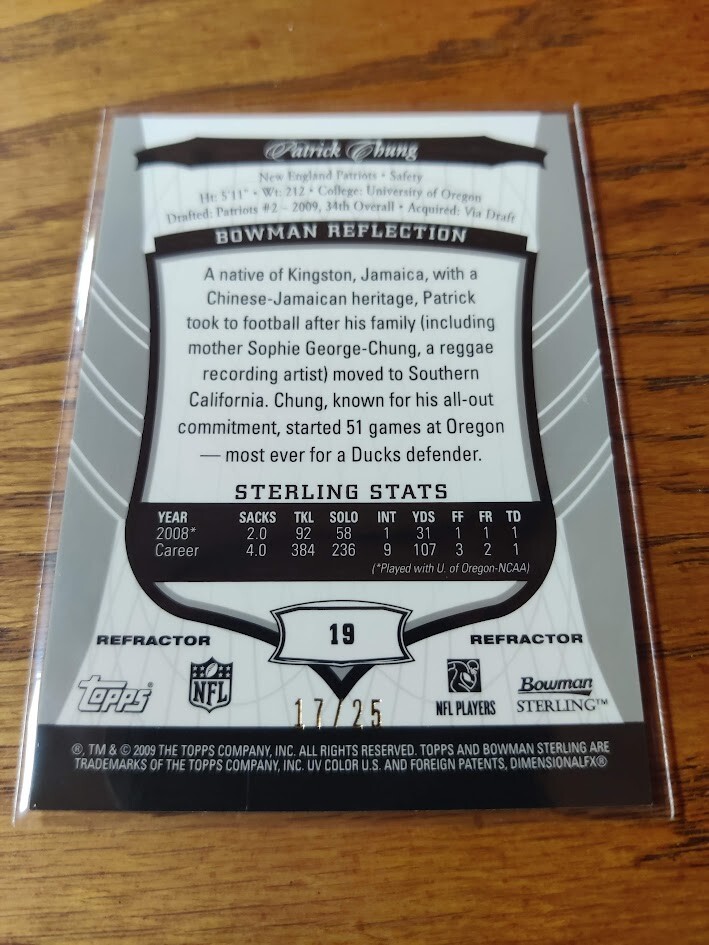 Patrick Chung
New England Patriots • Safety
Ht: 5'11" • Wt: 212 • College: University of Oregon
Drafted: Patriots #2 – 2009, 34th Overall • Acquired: Via Draft
BOWMAN REFLECTION
A native of Kingston, Jamaica, with a
Chinese-Jamaican heritage, Patrick
took to football after his family (including
mother Sophie George-Chung, a reggae
recording artist) moved to Southern
California. Chung, known for his all-out
commitment, started 51 games at Oregon
— most ever for a Ducks defender.
STERLING STATS
YEAR SACKS TKL SOLO INT YDS FF FR TD
2008* 2.0 92 58 1 31 1 1 1
Career 4.0 384 236 9 107 3 2 1
(*Played with U. of Oregon-NCAA)
19
REFRACTOR REFRACTOR
topps NFL NFL PLAYERS Bowman
STERLING™
17/25
®, TM & © 2009 THE TOPPS COMPANY, INC. ALL RIGHTS RESERVED. TOPPS AND BOWMAN STERLING ARE
TRADEMARKS OF THE TOPPS COMPANY, INC. UV COLOR U.S. AND FOREIGN PATENTS, DIMENSIONALFX®